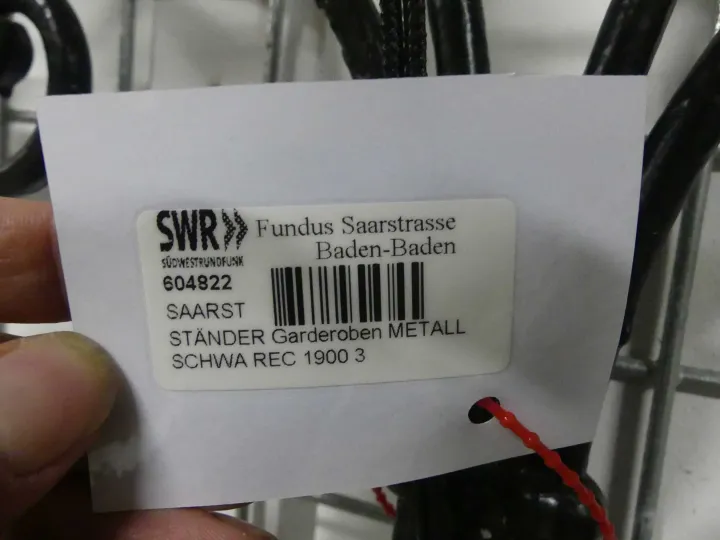 SWR» Fundus Saarstrasse
SÜDWESTRUNDFUNK Baden-Baden
604822
SAARST
STÄNDER Garderoben METALL
SCHWA REC 1900 3